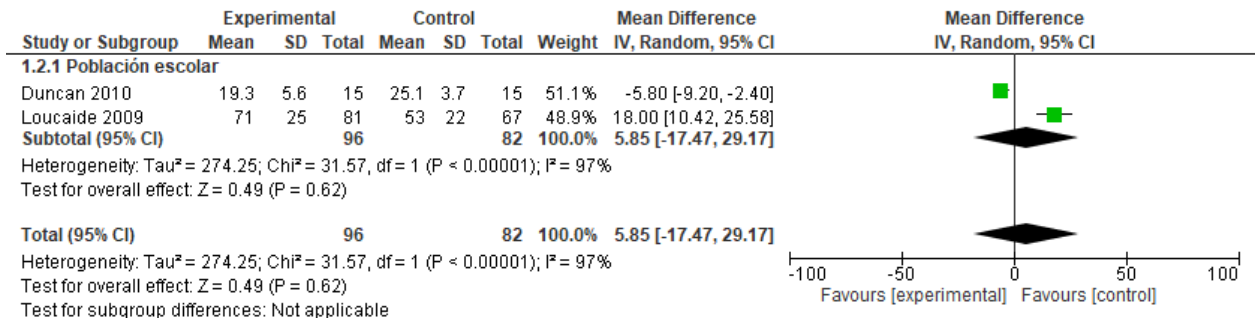 Experimental Control Mean Difference Mean Difference
Study or Subgroup Mean SD Total Mean SD Total Weight IV, Random, 95% CI IV, Random, 95% CI
1.2.1 Población escolar
Duncan 2010 19.3 5.6 15 25.1 3.7 15 51.1% -5.80 [-9.20, -2.40]
Loucaide 2009 71 25 81 53 22 67 48.9% 18.00 [10.42, 25.58]
Subtotal (95% CI) 96 82 100.0% 5.85 [-17.47, 29.17]
Heterogeneity: Tau² = 274.25; Chi² = 31.57, df = 1 (P < 0.00001); I² = 97%
Test for overall effect: Z = 0.49 (P = 0.62)
Total (95% CI) 96 82 100.0% 5.85 [-17.47, 29.17]
Heterogeneity: Tau² = 274.25; Chi² = 31.57, df = 1 (P < 0.00001); I² = 97%
Test for overall effect: Z = 0.49 (P = 0.62)
Test for subgroup differences: Not applicable
-100 -50 0 50 100
Favours [experimental] Favours [control]